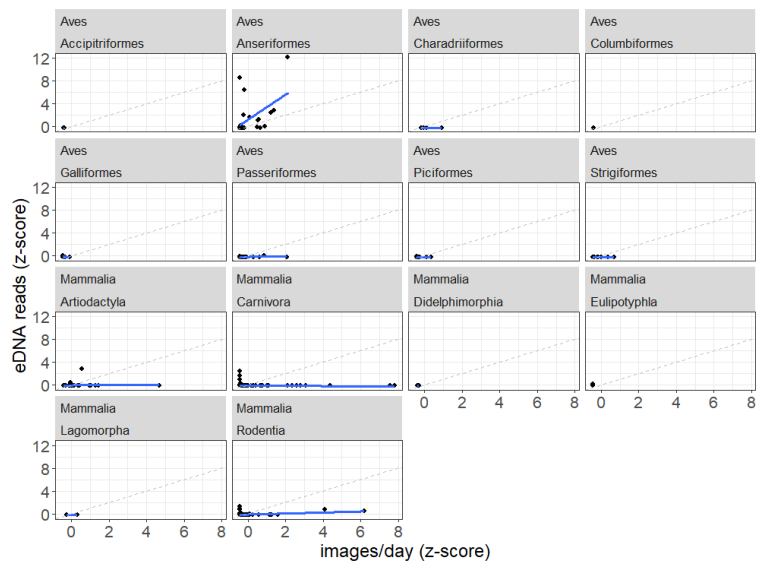 Aves Aves Aves Aves
Accipitriformes Anseriformes Charadriiformes Columbiformes
12
8
4
0
Aves Aves Aves Aves
Galliformes Passeriformes Piciformes Strigiformes
12
8
4
0
eDNA reads (z-score)
Mammalia Mammalia Mammalia Mammalia
Artiodactyla Carnivora Didelphimorphia Eulipotyphla
12
8
4
0
0 2 4 6 8 0 2 4 6 8
Mammalia Mammalia
Lagomorpha Rodentia
12
8
4
0
0 2 4 6 8 0 2 4 6 8
images/day (z-score)